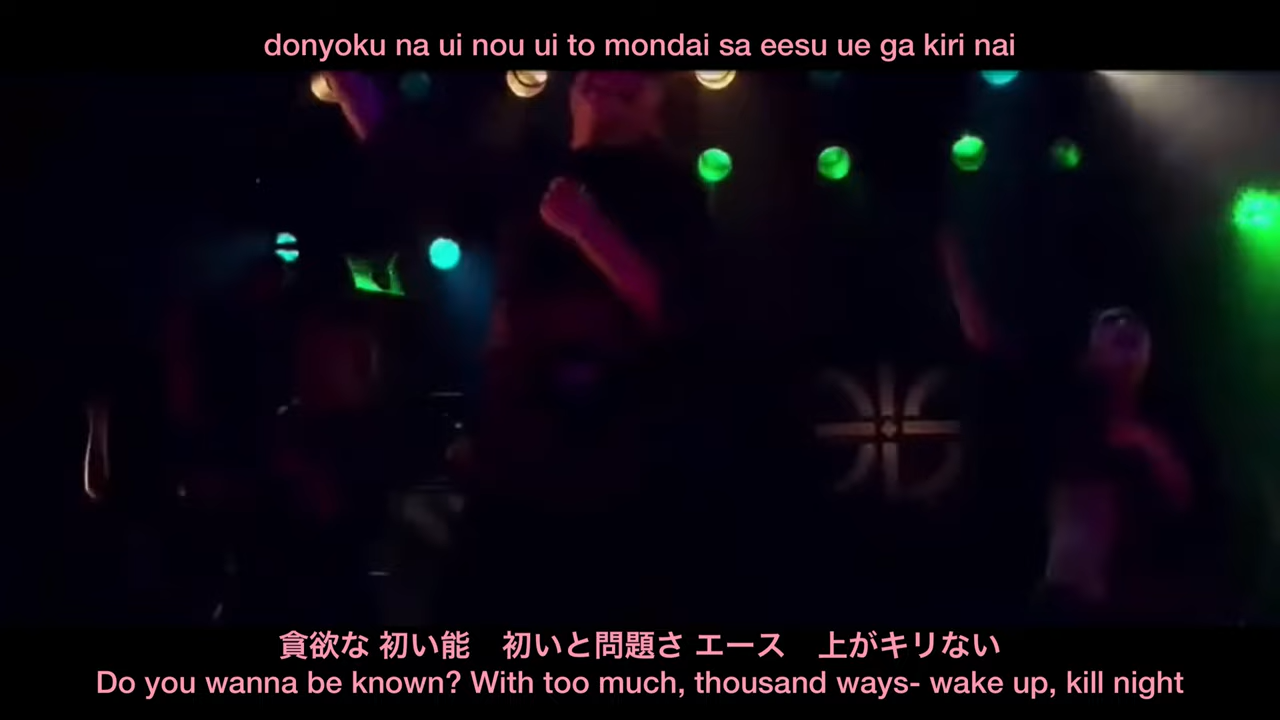 donyoku na ui nou ui to mondai sa eesu ue ga kiri nai
貪欲な 初い能　初いと問題さ エース　上がキリない
Do you wanna be known? With too much, thousand ways- wake up, kill night